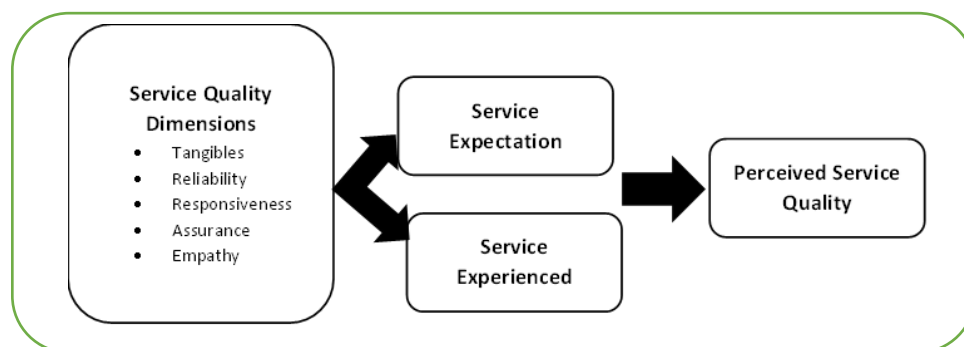 Service Quality
Dimensions
• Tangibles
• Reliability
• Responsiveness
• Assurance
• Empathy
Service
Expectation
Service
Experienced
Perceived Service
Quality